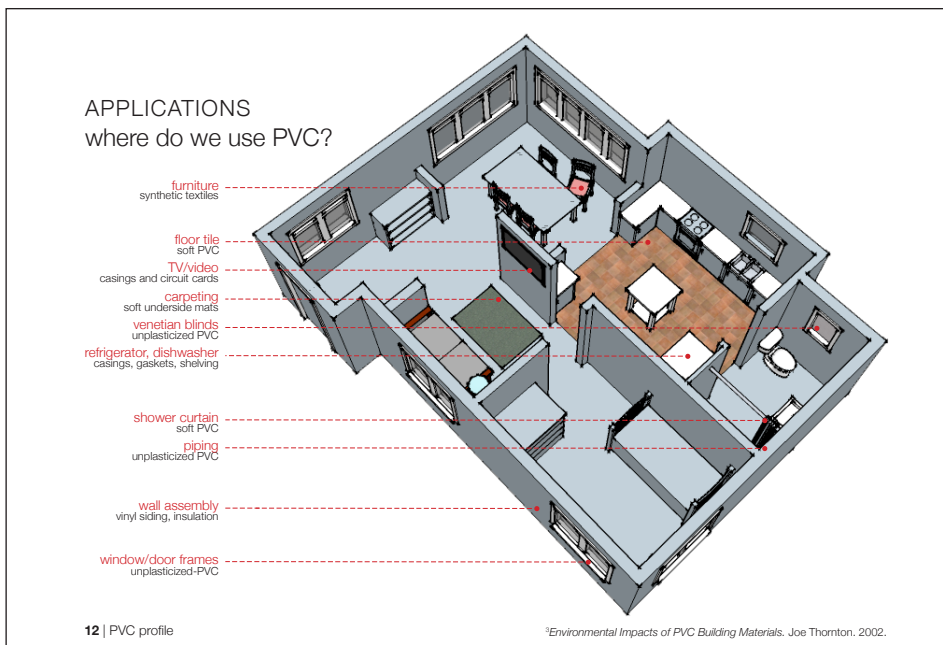 APPLICATIONS
where do we use PVC?
furniture
synthetic textiles
floor tile
soft PVC
TV/video
casings and circuit cards
carpeting
soft underside mats
venetian blinds
unplasticized PVC
refrigerator, dishwasher
casings, gaskets, shelving
shower curtain
soft PVC
piping
unplasticized PVC
wall assembly
vinyl siding, insulation
window/door frames
unplasticized-PVC
12 | PVC profile
³Environmental Impacts of PVC Building Materials. Joe Thornton. 2002.